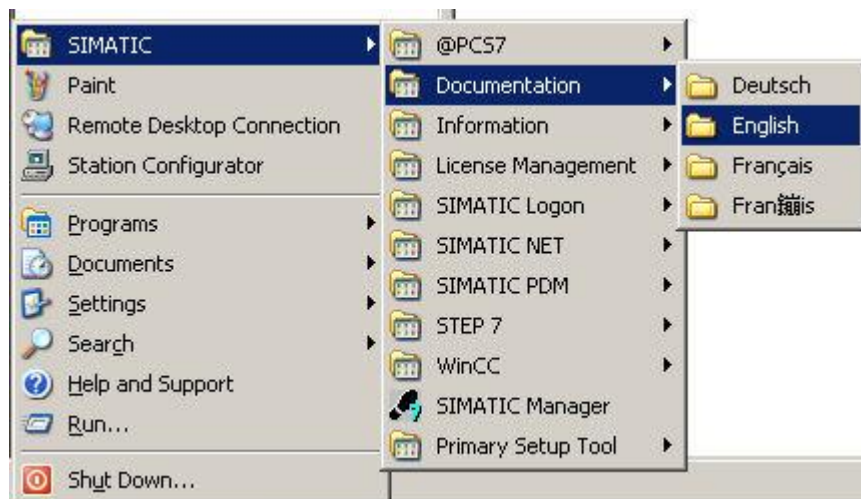 SIMATIC
Paint
Remote Desktop Connection
Station Configurator
Programs
Documents
Settings
Search
Help and Support
Run...
Shut Down...
@PCS7
Documentation
Information
License Management
SIMATIC Logon
SIMATIC NET
SIMATIC PDM
STEP 7
WinCC
SIMATIC Manager
Primary Setup Tool
Deutsch
English
Français